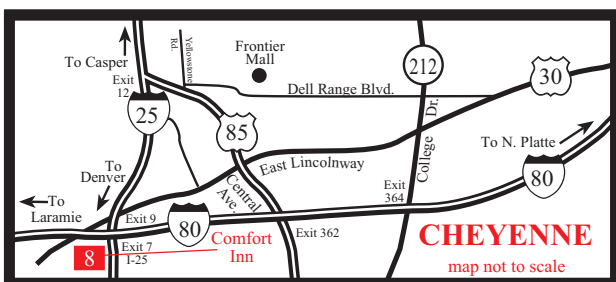 Yellowstone
Rd.
Frontier
Mall
212
30
To Casper
Exit
12
Dell Range Blvd.
25
85
Dr.
To N. Platte
To
Denver
East Lincolnway
College
80
To
Laramie
Central
Ave.
Exit
364
Exit 9
80
Exit 362
Exit 7
I-25
8
Comfort
Inn
CHEYENNE
map not to scale